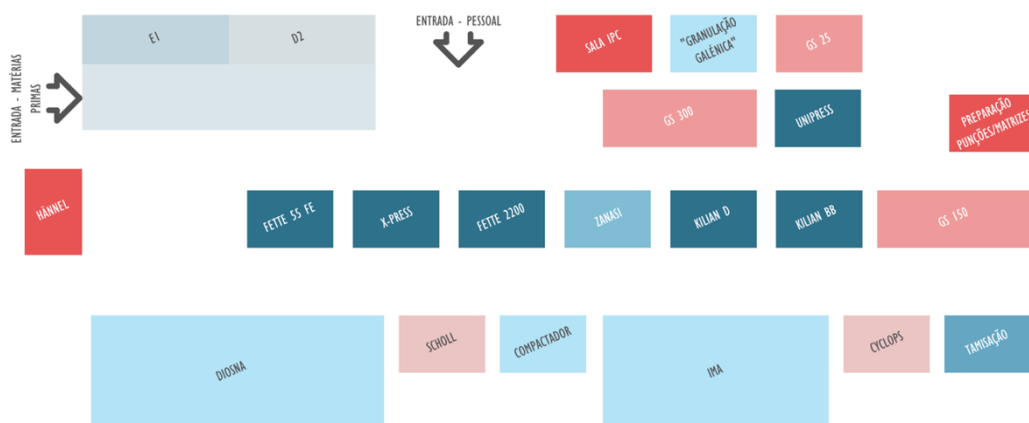 E1
D2
ENTRADA - PESSOAL
ENTRADA - MATÉRIAS
PRIMAS
SALA IPC
"GRANULAÇÃO
GALÉNICA"
GS 25
GS 300
UNIPRESS
PREPARAÇÃO
PUNÇÕES/MATRIZES
HÄNNEL
FETTE 55 FE
X-PRESS
FETTE 2200
ZANASI
KILIAN D
KILIAN BB
GS 150
DIOSNA
SCHOLL
COMPACTADOR
IMA
CYCLOPS
TAMISAÇÃO